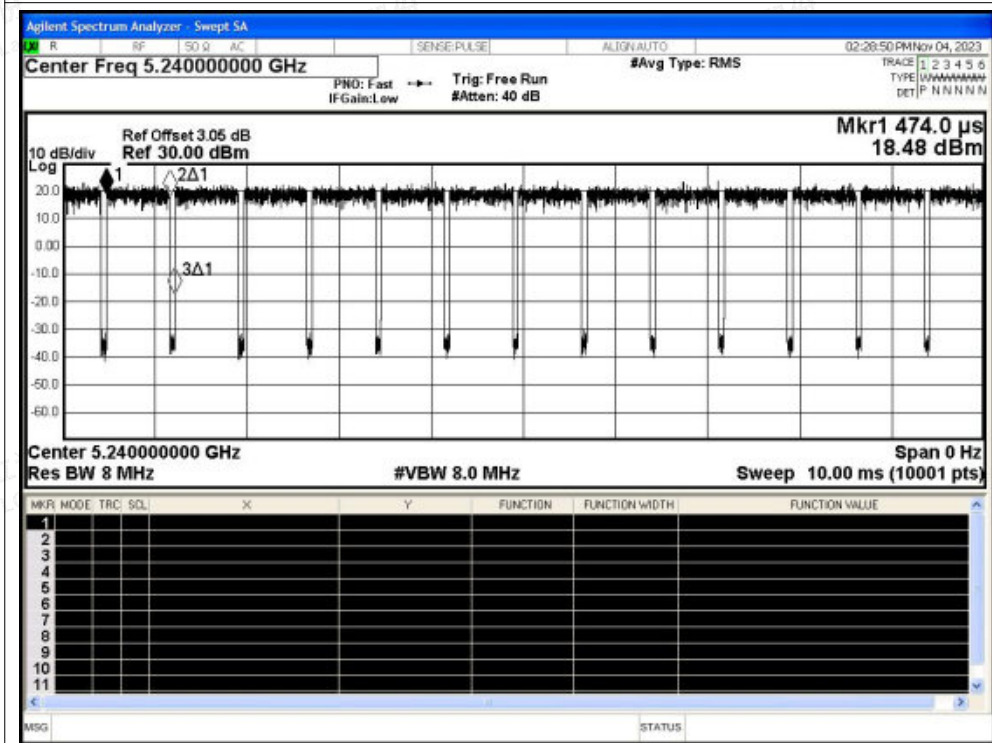 Agilent Spectrum Analyzer - Swept SA
LXI R RF 50 Ω AC SENSE:PULSE ALIGN AUTO 02:28:50 PM Nov 04, 2023
Center Freq 5.240000000 GHz
PNO: Fast
IFGain:Low
Trig: Free Run
#Atten: 40 dB
#Avg Type: RMS
TRACE 1 2 3 4 5 6
TYPE WWWWWW
DET P N N N N N
Mkr1 474.0 µs
18.48 dBm
Ref Offset 3.05 dB
10 dB/div Ref 30.00 dBm
Log
1
2Δ1
3Δ1
20.0
10.0
0.00
-10.0
-20.0
-30.0
-40.0
-50.0
-60.0
Center 5.240000000 GHz Span 0 Hz
Res BW 8 MHz #VBW 8.0 MHz Sweep 10.00 ms (10001 pts)
MKR MODE TRC SCL X Y FUNCTION FUNCTION WIDTH FUNCTION VALUE
1
2
3
4
5
6
7
8
9
10
11
MSG STATUS